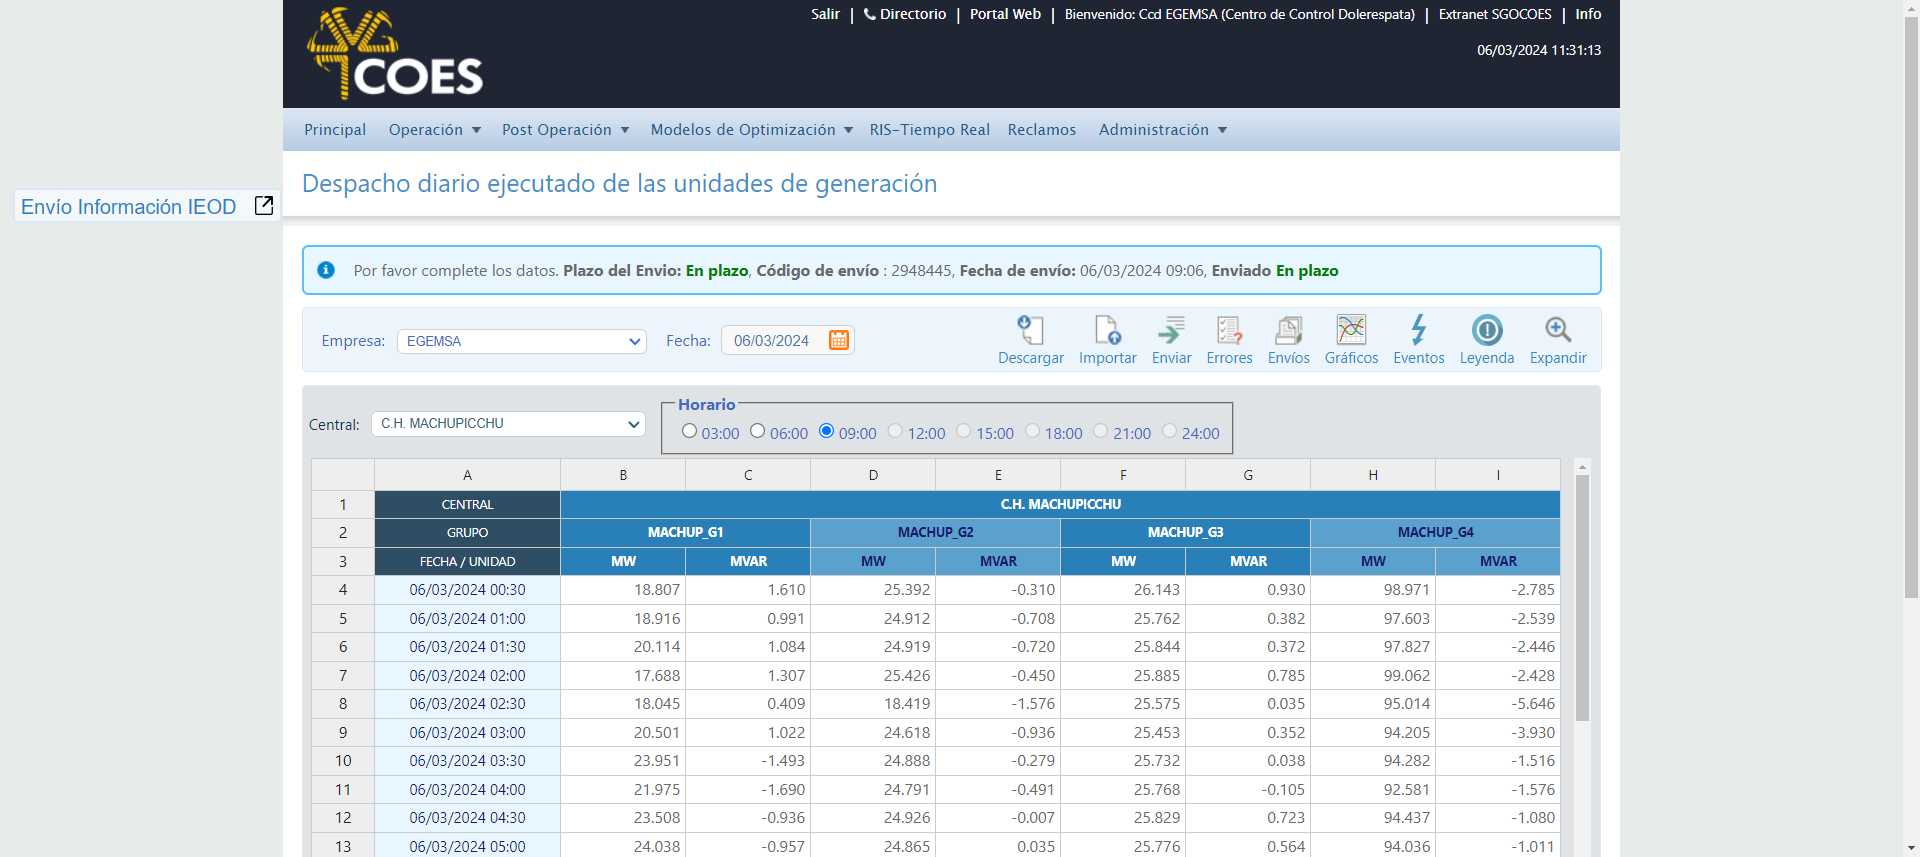 Salir | Directorio | Portal Web | Bienvenido: Ccd EGEMSA (Centro de Control Dolerespata) | Extranet SGOCOES | Info
06/03/2024 11:31:13
COES
Principal Operación Post Operación Modelos de Optimización RIS-Tiempo Real Reclamos Administración
Despacho diario ejecutado de las unidades de generación
Envío Información IEOD
Por favor complete los datos. Plazo del Envio: En plazo, Código de envío : 2948445, Fecha de envío: 06/03/2024 09:06, Enviado En plazo
Empresa: EGEMSA Fecha: 06/03/2024
Descargar Importar Enviar Errores Envíos Gráficos Eventos Leyenda Expandir
Horario
Central: C.H. MACHUPICCHU 03:00 06:00 09:00 12:00 15:00 18:00 21:00 24:00
A B C D E F G H I
1 CENTRAL C.H. MACHUPICCHU
2 GRUPO MACHUP_G1 MACHUP_G2 MACHUP_G3 MACHUP_G4
3 FECHA / UNIDAD MW MVAR MW MVAR MW MVAR MW MVAR
4 06/03/2024 00:30 18.807 1.610 25.392 -0.310 26.143 0.930 98.971 -2.785
5 06/03/2024 01:00 18.916 0.991 24.912 -0.708 25.762 0.382 97.603 -2.539
6 06/03/2024 01:30 20.114 1.084 24.919 -0.720 25.844 0.372 97.827 -2.446
7 06/03/2024 02:00 17.688 1.307 25.426 -0.450 25.885 0.785 99.062 -2.428
8 06/03/2024 02:30 18.045 0.409 18.419 -1.576 25.575 0.035 95.014 -5.646
9 06/03/2024 03:00 20.501 1.022 24.618 -0.936 25.453 0.352 94.205 -3.930
10 06/03/2024 03:30 23.951 -1.493 24.888 -0.279 25.732 0.038 94.282 -1.516
11 06/03/2024 04:00 21.975 -1.690 24.791 -0.491 25.768 -0.105 92.581 -1.576
12 06/03/2024 04:30 23.508 -0.936 24.926 -0.007 25.829 0.723 94.437 -1.080
13 06/03/2024 05:00 24.038 -0.957 24.865 0.035 25.776 0.564 94.036 -1.011